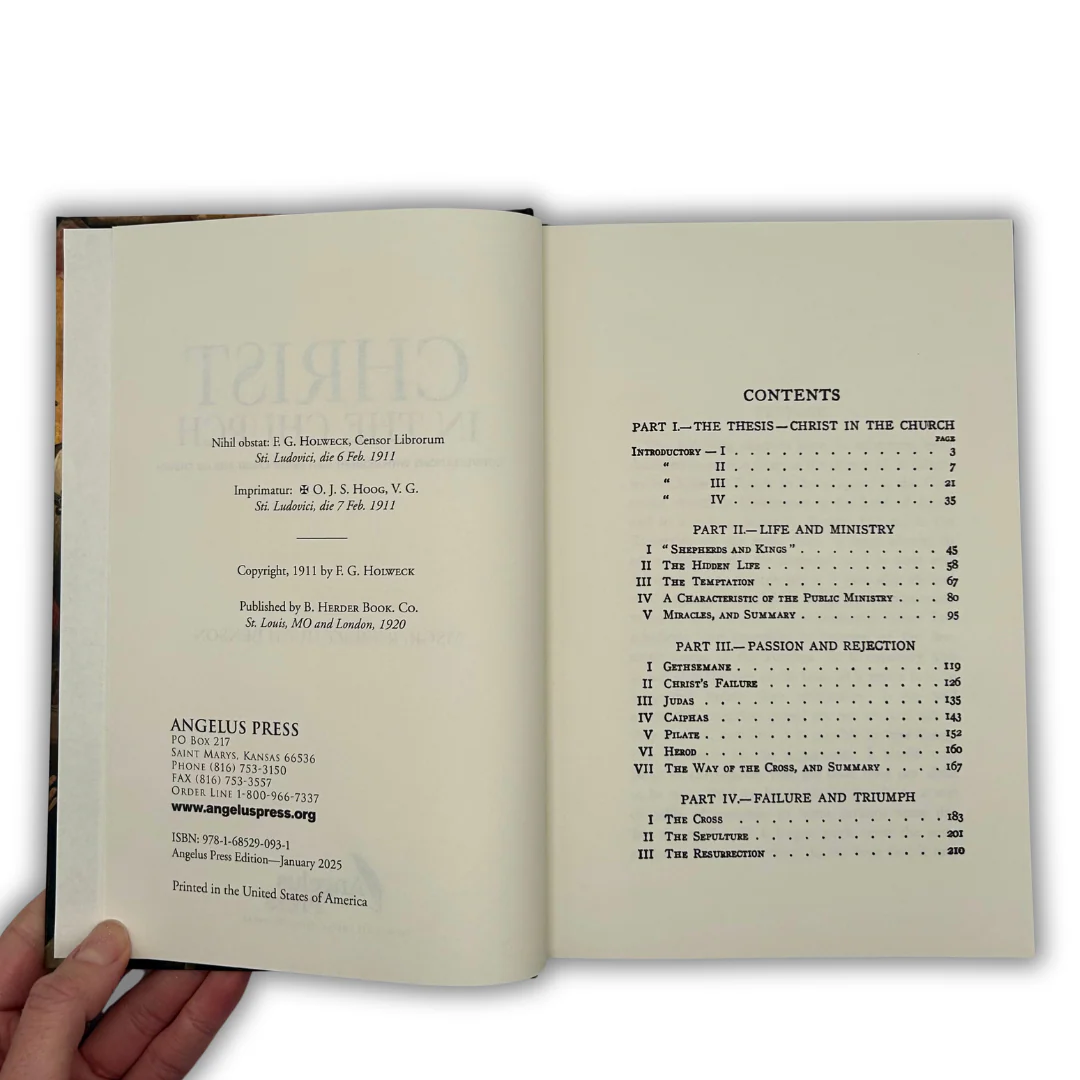 CHRIST
IN THE CHURCH
Nihil obstat: F. G. Holweck, Censor Librorum
Sti. Ludovici, die 6 Feb. 1911
Imprimatur: ✠ O. J. S. Hoog, V. G.
Sti. Ludovici, die 7 Feb. 1911
Copyright, 1911 by F. G. Holweck
Published by B. Herder Book. Co.
St. Louis, MO and London, 1920
ANGELUS PRESS
PO Box 217
Saint Marys, Kansas 66536
Phone (816) 753-3150
FAX (816) 753-3557
Order Line 1-800-966-7337
www.angeluspress.org
ISBN: 978-1-68529-093-1
Angelus Press Edition—January 2025
Printed in the United States of America
CONTENTS
PART I.—THE THESIS—CHRIST IN THE CHURCH
PAGE
Introductory — I . . . . . . . . . . . . . 3
" II . . . . . . . . . . . . . 7
" III . . . . . . . . . . . . . 21
" IV . . . . . . . . . . . . . 35
PART II.—LIFE AND MINISTRY
I "Shepherds and Kings" . . . . . . . . . 45
II The Hidden Life . . . . . . . . . . . 58
III The Temptation . . . . . . . . . . . 67
IV A Characteristic of the Public Ministry . . . 80
V Miracles, and Summary . . . . . . . . . 95
PART III.—PASSION AND REJECTION
I Gethsemane . . . . . . . . . . . . 119
II Christ's Failure . . . . . . . . . . . 126
III Judas . . . . . . . . . . . . . . 135
IV Caiphas . . . . . . . . . . . . . 143
V Pilate . . . . . . . . . . . . . . 152
VI Herod . . . . . . . . . . . . . . 160
VII The Way of the Cross, and Summary . . . . 167
PART IV.—FAILURE AND TRIUMPH
I The Cross . . . . . . . . . . . . 183
II The Sepulture . . . . . . . . . . . 201
III The Resurrection . . . . . . . . . . 210